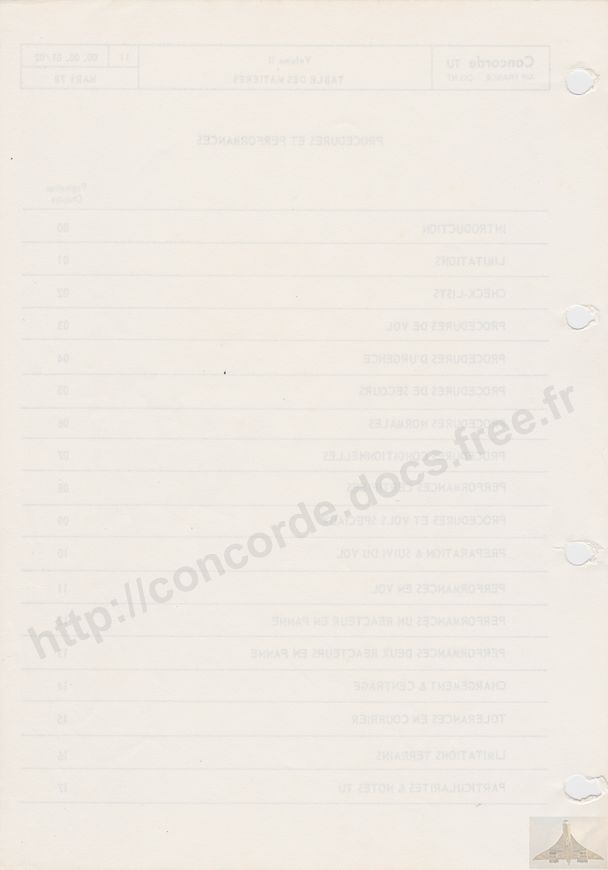 Concorde TU
AIR FRANCE
Volume II
TABLE DES MATIERES
11
00. 00. 01/02
MARS 78
PROCEDURES ET PERFORMANCES
Chapitre
INTRODUCTION 00
LIMITATIONS 01
CHECK-LISTS 02
PROCEDURES DE VOL 03
PROCEDURES D'URGENCE 04
PROCEDURES DE SECOURS 05
PROCEDURES NORMALES 06
PROCEDURES CONDITIONNELLES 07
PERFORMANCES CERTIFIEES 08
PROCEDURES ET VOLS SPECIAUX 09
PREPARATION & SUIVI DU VOL 10
PERFORMANCES EN VOL 11
PERFORMANCES UN REACTEUR EN PANNE 12
PERFORMANCES DEUX REACTEURS EN PANNE 13
CHARGEMENT & CENTRAGE 14
TOLERANCES EN COURRIER 15
LIMITATIONS TERRAINS 16
PARTICULARITES & NOTES TU 17
http://concorde.docs.free.fr